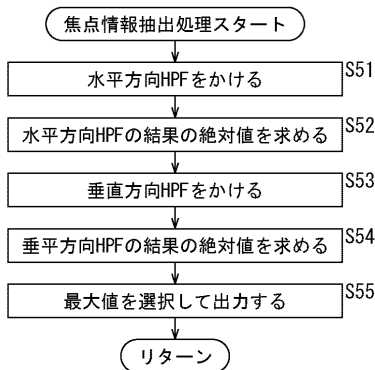 焦点情報抽出処理スタート
水平方向HPFをかける S51
水平方向HPFの結果の絶対値を求める S52
垂直方向HPFをかける S53
垂平方向HPFの結果の絶対値を求める S54
最大値を選択して出力する S55
リターン